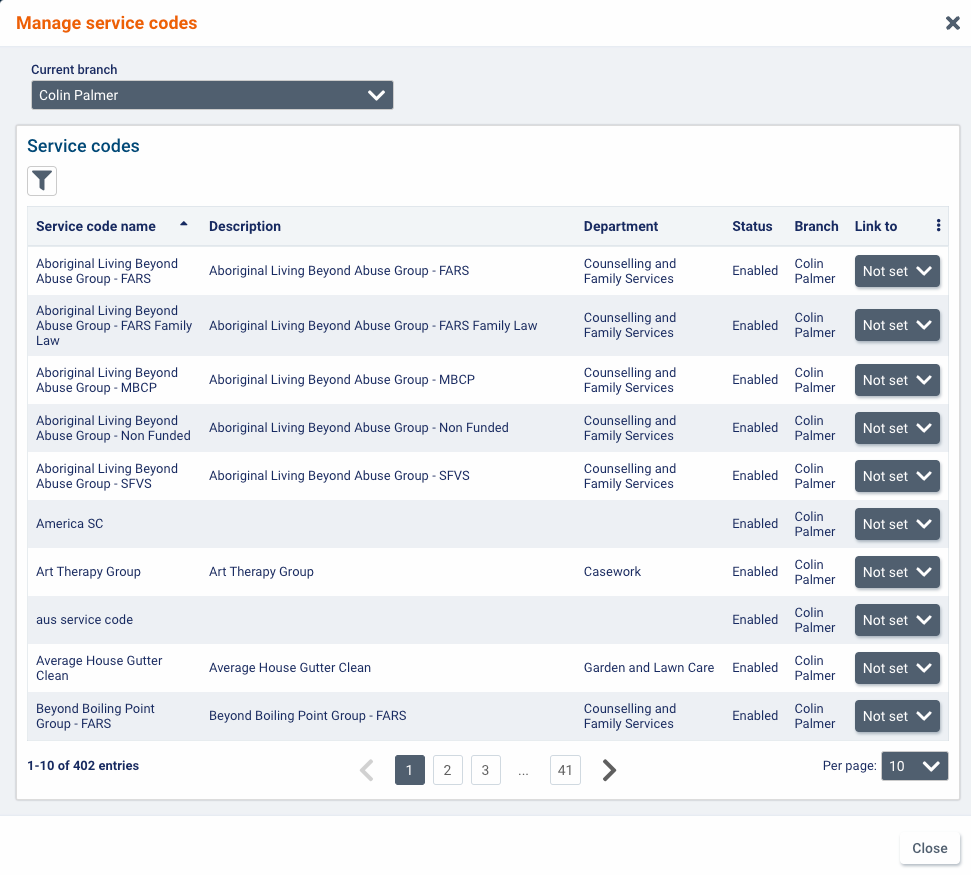 Manage service codes
Current branch
Colin Palmer
Service codes
Service code name Description Department Status Branch Link to
Aboriginal Living Beyond
Abuse Group - FARS
Aboriginal Living Beyond Abuse Group - FARS
Counselling and
Family Services
Enabled
Colin
Palmer
Not set
Aboriginal Living Beyond
Abuse Group - FARS Family
Law
Aboriginal Living Beyond Abuse Group - FARS Family Law
Counselling and
Family Services
Enabled
Colin
Palmer
Not set
Aboriginal Living Beyond
Abuse Group - MBCP
Aboriginal Living Beyond Abuse Group - MBCP
Counselling and
Family Services
Enabled
Colin
Palmer
Not set
Aboriginal Living Beyond
Abuse Group - Non Funded
Aboriginal Living Beyond Abuse Group - Non Funded
Counselling and
Family Services
Enabled
Colin
Palmer
Not set
Aboriginal Living Beyond
Abuse Group - SFVS
Aboriginal Living Beyond Abuse Group - SFVS
Counselling and
Family Services
Enabled
Colin
Palmer
Not set
America SC
Enabled
Colin
Palmer
Not set
Art Therapy Group
Art Therapy Group
Casework
Enabled
Colin
Palmer
Not set
aus service code
Enabled
Colin
Palmer
Not set
Average House Gutter
Clean
Average House Gutter Clean
Garden and Lawn Care
Enabled
Colin
Palmer
Not set
Beyond Boiling Point
Group - FARS
Beyond Boiling Point Group - FARS
Counselling and
Family Services
Enabled
Colin
Palmer
Not set
1-10 of 402 entries
1 2 3 ... 41
Per page: 10
Close